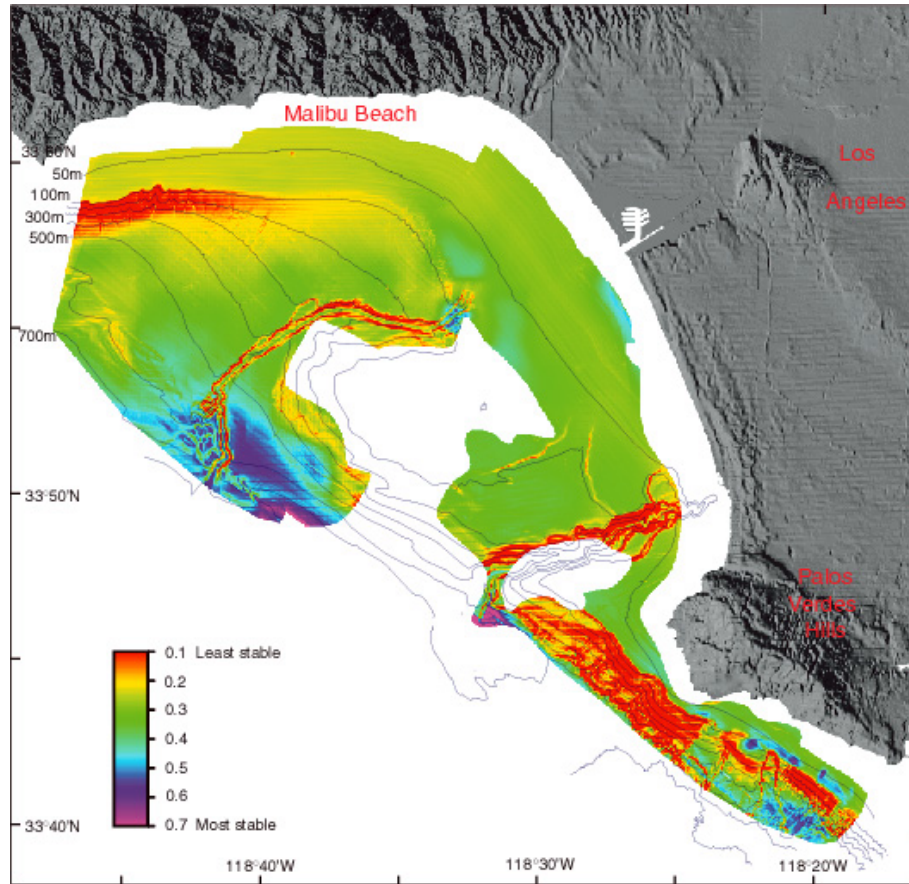 Malibu Beach
33°60'N
50m
100m
300m
500m
700m
Los
Angeles
33°50'N
Palos
Verdes
Hills
0.1 Least stable
0.2
0.3
0.4
0.5
0.6
0.7 Most stable
33°40'N
118°40'W
118°30'W
118°20'W